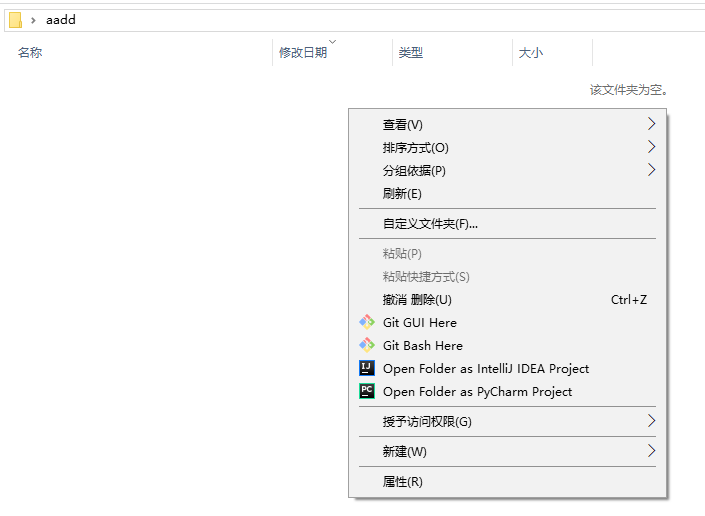 aadd
名称 修改日期 类型 大小
该文件夹为空。
查看(V)
排序方式(O)
分组依据(P)
刷新(E)
自定义文件夹(F)...
粘贴(P)
粘贴快捷方式(S)
撤消 删除(U) Ctrl+Z
Git GUI Here
Git Bash Here
IJ Open Folder as IntelliJ IDEA Project
PC Open Folder as PyCharm Project
授予访问权限(G)
新建(W)
属性(R)